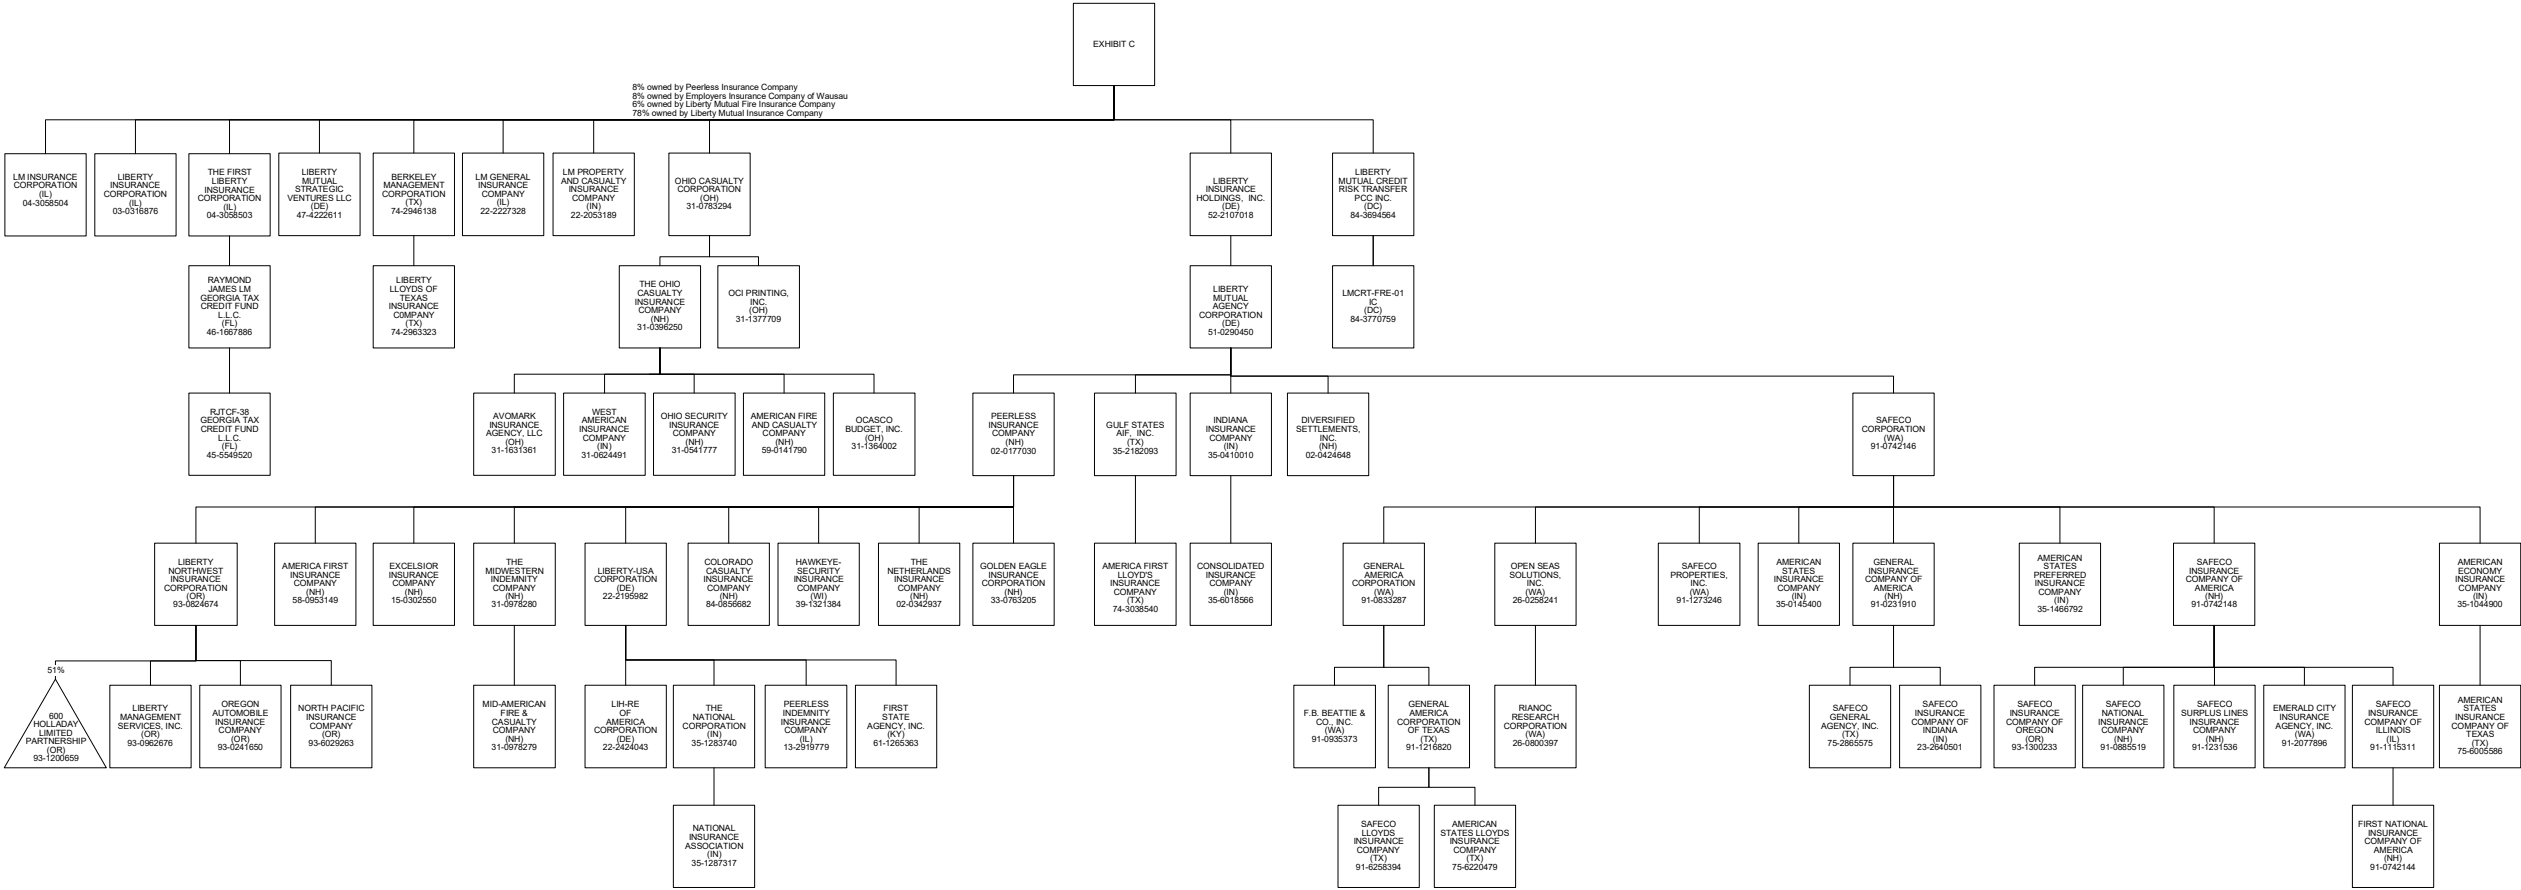 EXHIBIT C
8% owned by Peerless Insurance Company
8% owned by Employers Insurance Company of Wausau
6% owned by Liberty Mutual Fire Insurance Company
78% owned by Liberty Mutual Insurance Company
LM INSURANCE
CORPORATION
(IL)
04-3058504
LIBERTY
INSURANCE
CORPORATION
(IL)
03-0316876
THE FIRST
LIBERTY
INSURANCE
CORPORATION
(IL)
04-3058503
LIBERTY
MUTUAL
STRATEGIC
VENTURES LLC
(DE)
47-4222611
BERKELEY
MANAGEMENT
CORPORATION
(TX)
74-2946138
LM GENERAL
INSURANCE
COMPANY
(IL)
22-2227328
LM PROPERTY
AND CASUALTY
INSURANCE
COMPANY
(IN)
22-2053189
OHIO CASUALTY
CORPORATION
(OH)
31-0783294
LIBERTY
INSURANCE
HOLDINGS, INC.
(DE)
52-2107018
LIBERTY
MUTUAL CREDIT
RISK TRANSFER
PCC INC.
(DC)
84-3694564
RAYMOND
JAMES LM
GEORGIA TAX
CREDIT FUND
L.L.C.
(FL)
46-1667886
LIBERTY
LLOYDS OF
TEXAS
INSURANCE
C0MPANY
(TX)
74-2963323
THE OHIO
CASUALTY
INSURANCE
COMPANY
(NH)
31-0396250
OCI PRINTING,
INC.
(OH)
31-1377709
LIBERTY
MUTUAL
AGENCY
CORPORATION
(DE)
51-0290450
LMCRT-FRE-01
IC
(DC)
84-3770759
RJTCF-38
GEORGIA TAX
CREDIT FUND
L.L.C.
(FL)
45-5549520
AVOMARK
INSURANCE
AGENCY, LLC
(OH)
31-1631361
WEST
AMERICAN
INSURANCE
COMPANY
(IN)
31-0624491
OHIO SECURITY
INSURANCE
COMPANY
(NH)
31-0541777
AMERICAN FIRE
AND CASUALTY
COMPANY
(NH)
59-0141790
OCASCO
BUDGET, INC.
(OH)
31-1364002
PEERLESS
INSURANCE
COMPANY
(NH)
02-0177030
GULF STATES
AIF, INC.
(TX)
35-2182093
INDIANA
INSURANCE
COMPANY
(IN)
35-0410010
DIVERSIFIED
SETTLEMENTS,
INC.
(NH)
02-0424648
SAFECO
CORPORATION
(WA)
91-0742146
LIBERTY
NORTHWEST
INSURANCE
CORPORATION
(OR)
93-0824674
AMERICA FIRST
INSURANCE
COMPANY
(NH)
58-0953149
EXCELSIOR
INSURANCE
COMPANY
(NH)
15-0302550
THE
MIDWESTERN
INDEMNITY
COMPANY
(NH)
31-0978280
LIBERTY-USA
CORPORATION
(DE)
22-2195982
COLORADO
CASUALTY
INSURANCE
COMPANY
(NH)
84-0856682
HAWKEYE-
SECURITY
INSURANCE
COMPANY
(WI)
39-1321384
THE
NETHERLANDS
INSURANCE
COMPANY
(NH)
02-0342937
GOLDEN EAGLE
INSURANCE
CORPORATION
(NH)
33-0763205
AMERICA FIRST
LLOYD'S
INSURANCE
COMPANY
(TX)
74-3038540
CONSOLIDATED
INSURANCE
COMPANY
(IN)
35-6018566
GENERAL
AMERICA
CORPORATION
(WA)
91-0833287
OPEN SEAS
SOLUTIONS,
INC.
(WA)
26-0258241
SAFECO
PROPERTIES,
INC.
(WA)
91-1273246
AMERICAN
STATES
INSURANCE
COMPANY
(IN)
35-0145400
GENERAL
INSURANCE
COMPANY OF
AMERICA
(NH)
91-0231910
AMERICAN
STATES
PREFERRED
INSURANCE
COMPANY
(IN)
35-1466792
SAFECO
INSURANCE
COMPANY OF
AMERICA
(NH)
91-0742148
AMERICAN
ECONOMY
INSURANCE
COMPANY
(IN)
35-1044900
51%
600
HOLLADAY
LIMITED
PARTNERSHIP
(OR)
93-1200659
LIBERTY
MANAGEMENT
SERVICES, INC.
(OR)
93-0962676
OREGON
AUTOMOBILE
INSURANCE
COMPANY
(OR)
93-0241650
NORTH PACIFIC
INSURANCE
COMPANY
(OR)
93-6029263
MID-AMERICAN
FIRE &
CASUALTY
COMPANY
(NH)
31-0978279
LIH-RE
OF
AMERICA
CORPORATION
(DE)
22-2424043
THE
NATIONAL
CORPORATION
(IN)
35-1283740
PEERLESS
INDEMNITY
INSURANCE
COMPANY
(IL)
13-2919779
FIRST
STATE
AGENCY, INC.
(KY)
61-1265363
F.B. BEATTIE &
CO., INC.
(WA)
91-0935373
GENERAL
AMERICA
CORPORATION
OF TEXAS
(TX)
91-1216820
RIANOC
RESEARCH
CORPORATION
(WA)
26-0800397
SAFECO
GENERAL
AGENCY, INC.
(TX)
75-2865575
SAFECO
INSURANCE
COMPANY OF
INDIANA
(IN)
23-2640501
SAFECO
INSURANCE
COMPANY OF
OREGON
(OR)
93-1300233
SAFECO
NATIONAL
INSURANCE
COMPANY
(NH)
91-0885519
SAFECO
SURPLUS LINES
INSURANCE
COMPANY
(NH)
91-1231536
EMERALD CITY
INSURANCE
AGENCY, INC.
(WA)
91-2077896
SAFECO
INSURANCE
COMPANY OF
ILLINOIS
(IL)
91-1115311
AMERICAN
STATES
INSURANCE
COMPANY OF
TEXAS
(TX)
75-6005586
NATIONAL
INSURANCE
ASSOCIATION
(IN)
35-1287317
SAFECO
LLOYDS
INSURANCE
COMPANY
(TX)
91-6258394
AMERICAN
STATES LLOYDS
INSURANCE
COMPANY
(TX)
75-6220479
FIRST NATIONAL
INSURANCE
COMPANY OF
AMERICA
(NH)
91-0742144